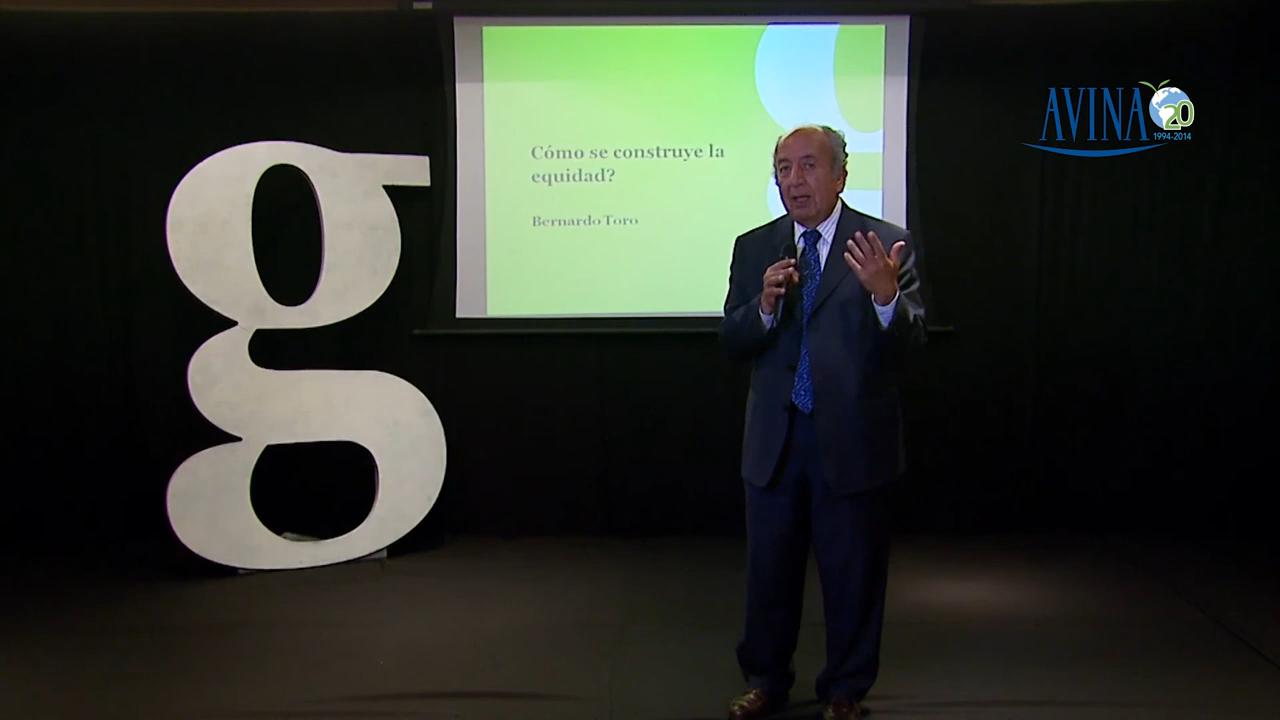 Cómo se construye la
equidad?
Bernardo Toro
AVINA 20
1994-2014
g